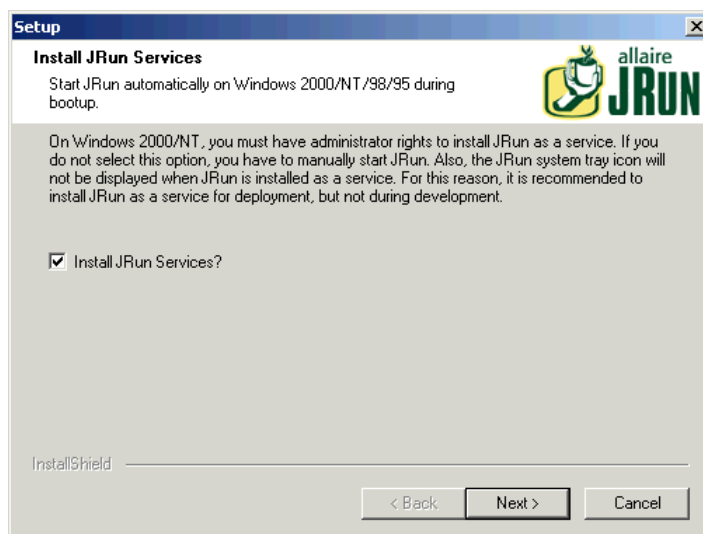 Setup
Install JRun Services
Start JRun automatically on Windows 2000/NT/98/95 during
bootup.
allaire
JRUN
On Windows 2000/NT, you must have administrator rights to install JRun as a service. If you
do not select this option, you have to manually start JRun. Also, the JRun system tray icon will
not be displayed when JRun is installed as a service. For this reason, it is recommended to
install JRun as a service for deployment, but not during development.
Install JRun Services?
InstallShield
< Back
Next >
Cancel